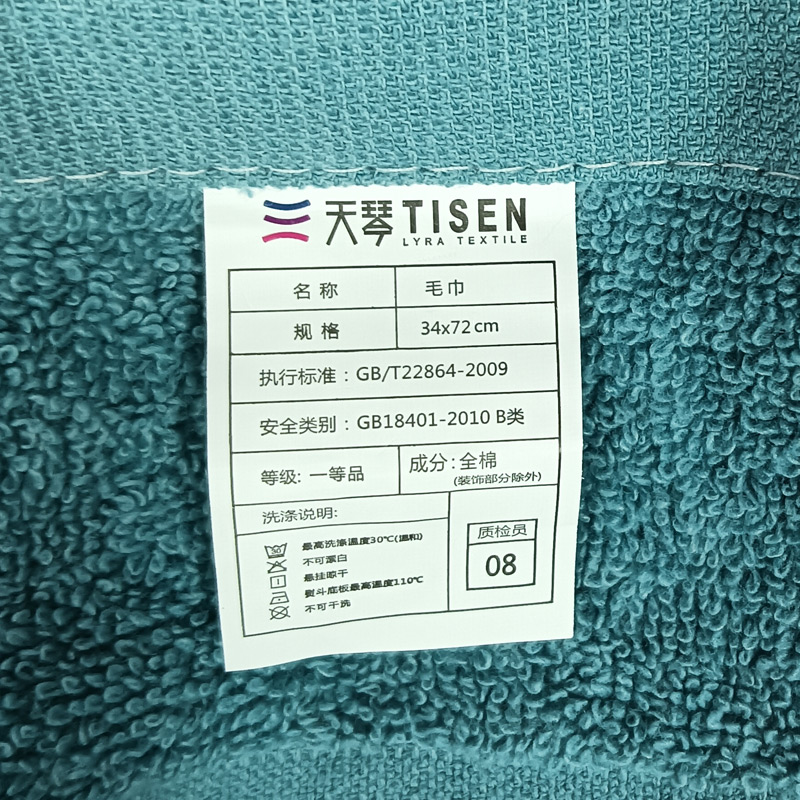 天琴 TISEN
LYRA TEXTILE
名称 毛巾
规格 34x72cm
执行标准：GB/T22864-2009
安全类别：GB18401-2010 B类
等级: 一等品 成分:全棉
(装饰部分除外)
洗涤说明:
最高洗涤温度30℃(温和)
不可漂白
悬挂晾干
熨斗底板最高温度110℃
不可干洗
质检员
08